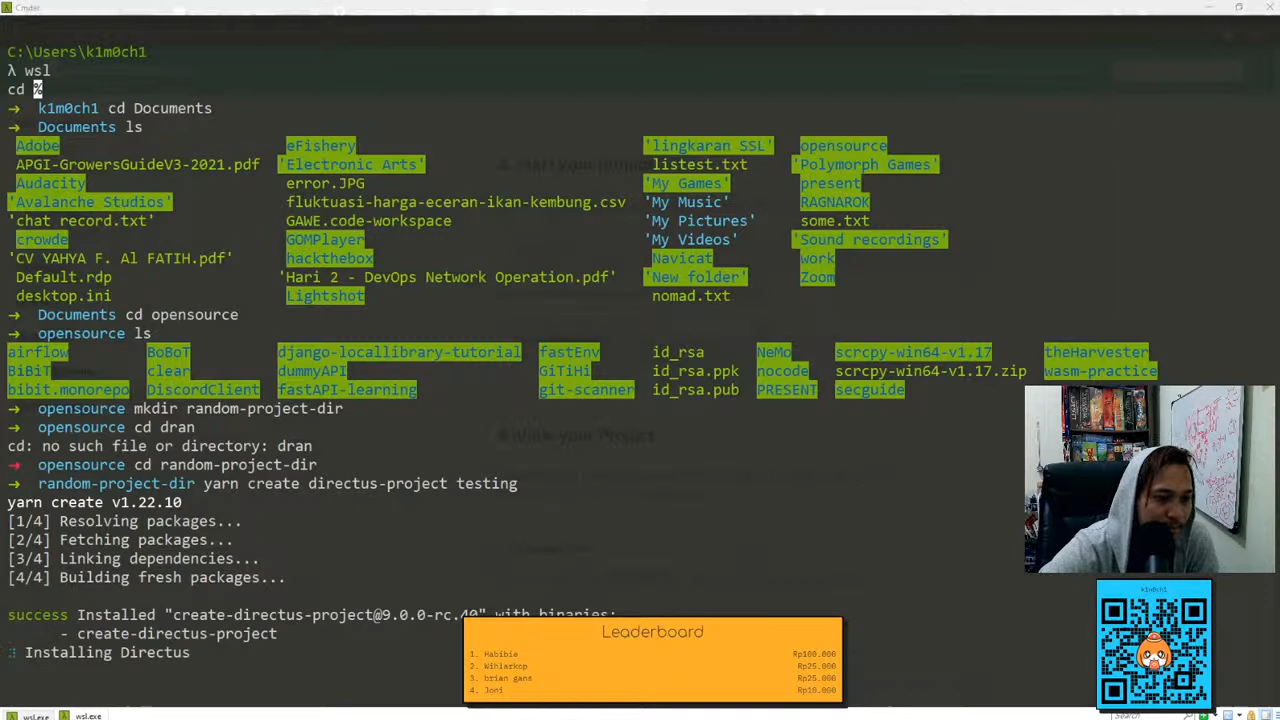 Cmder
C:\Users\k1m0ch1
λ wsl
cd %
→ k1m0ch1 cd Documents
→ Documents ls
Adobe eFishery 'lingkaran SSL' opensource
APGI-GrowersGuideV3-2021.pdf 'Electronic Arts' listest.txt 'Polymorph Games'
Audacity error.JPG 'My Games' present
'Avalanche Studios' fluktuasi-harga-eceran-ikan-kembung.csv 'My Music' RAGNAROK
'chat record.txt' GAWE.code-workspace 'My Pictures' some.txt
crowde GOMPlayer 'My Videos' 'Sound recordings'
'CV YAHYA F. Al FATIH.pdf' hackthebox Navicat work
Default.rdp 'Hari 2 - DevOps Network Operation.pdf' 'New folder' Zoom
desktop.ini Lightshot nomad.txt
→ Documents cd opensource
→ opensource ls
airflow BoBoT django-locallibrary-tutorial fastEnv id_rsa NeMo scrcpy-win64-v1.17 theHarvester
BiBiT clear dummyAPI GiTiHi id_rsa.ppk nocode scrcpy-win64-v1.17.zip wasm-practice
bibit.monorepo DiscordClient fastAPI-learning git-scanner id_rsa.pub PRESENT secguide
→ opensource mkdir random-project-dir
→ opensource cd dran
cd: no such file or directory: dran
→ opensource cd random-project-dir
→ random-project-dir yarn create directus-project testing
yarn create v1.22.10
[1/4] Resolving packages...
[2/4] Fetching packages...
[3/4] Linking dependencies...
[4/4] Building fresh packages...
success Installed "create-directus-project@9.0.0-rc.40" with binaries:
- create-directus-project
Installing Directus
Leaderboard
1. Habibie Rp100.000
2. Wihlarkop Rp25.000
3. brian gans Rp25.000
4. Joni Rp10.000
k1m0ch1
wsl.exe wsl.exe Search